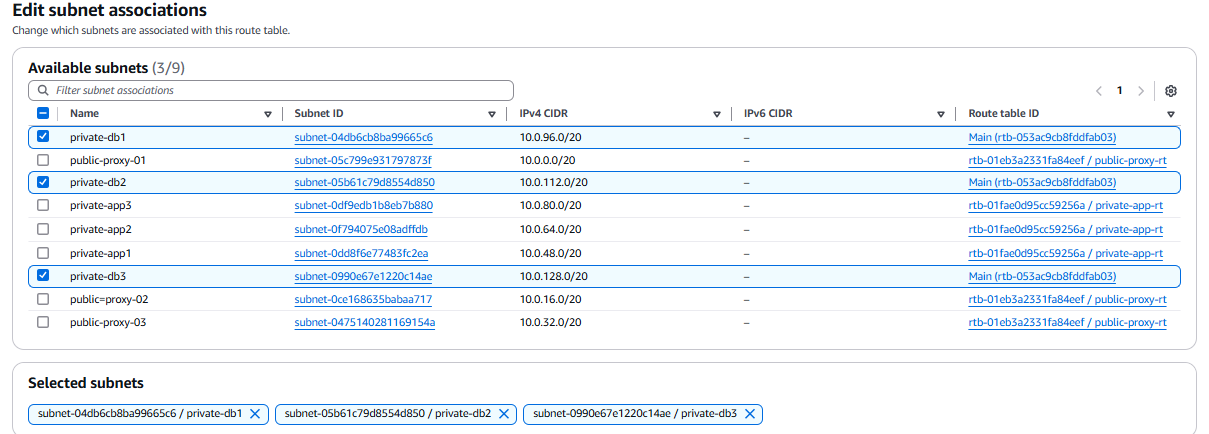 Edit subnet associations
Change which subnets are associated with this route table.
Available subnets (3/9)
Filter subnet associations
1
Name Subnet ID IPv4 CIDR IPv6 CIDR Route table ID
private-db1 subnet-04db6cb8ba99665c6 10.0.96.0/20 – Main (rtb-053ac9cb8fddfab03)
public-proxy-01 subnet-05c799e931797873f 10.0.0.0/20 – rtb-01eb3a2331fa84eef / public-proxy-rt
private-db2 subnet-05b61c79d8554d850 10.0.112.0/20 – Main (rtb-053ac9cb8fddfab03)
private-app3 subnet-0df9edb1b8eb7b880 10.0.80.0/20 – rtb-01fae0d95cc59256a / private-app-rt
private-app2 subnet-0f794075e08adffdb 10.0.64.0/20 – rtb-01fae0d95cc59256a / private-app-rt
private-app1 subnet-0dd8f6e77483fc2ea 10.0.48.0/20 – rtb-01fae0d95cc59256a / private-app-rt
private-db3 subnet-0990e67e1220c14ae 10.0.128.0/20 – Main (rtb-053ac9cb8fddfab03)
public=proxy-02 subnet-0ce168635babaa717 10.0.16.0/20 – rtb-01eb3a2331fa84eef / public-proxy-rt
public-proxy-03 subnet-0475140281169154a 10.0.32.0/20 – rtb-01eb3a2331fa84eef / public-proxy-rt
Selected subnets
subnet-04db6cb8ba99665c6 / private-db1 subnet-05b61c79d8554d850 / private-db2 subnet-0990e67e1220c14ae / private-db3